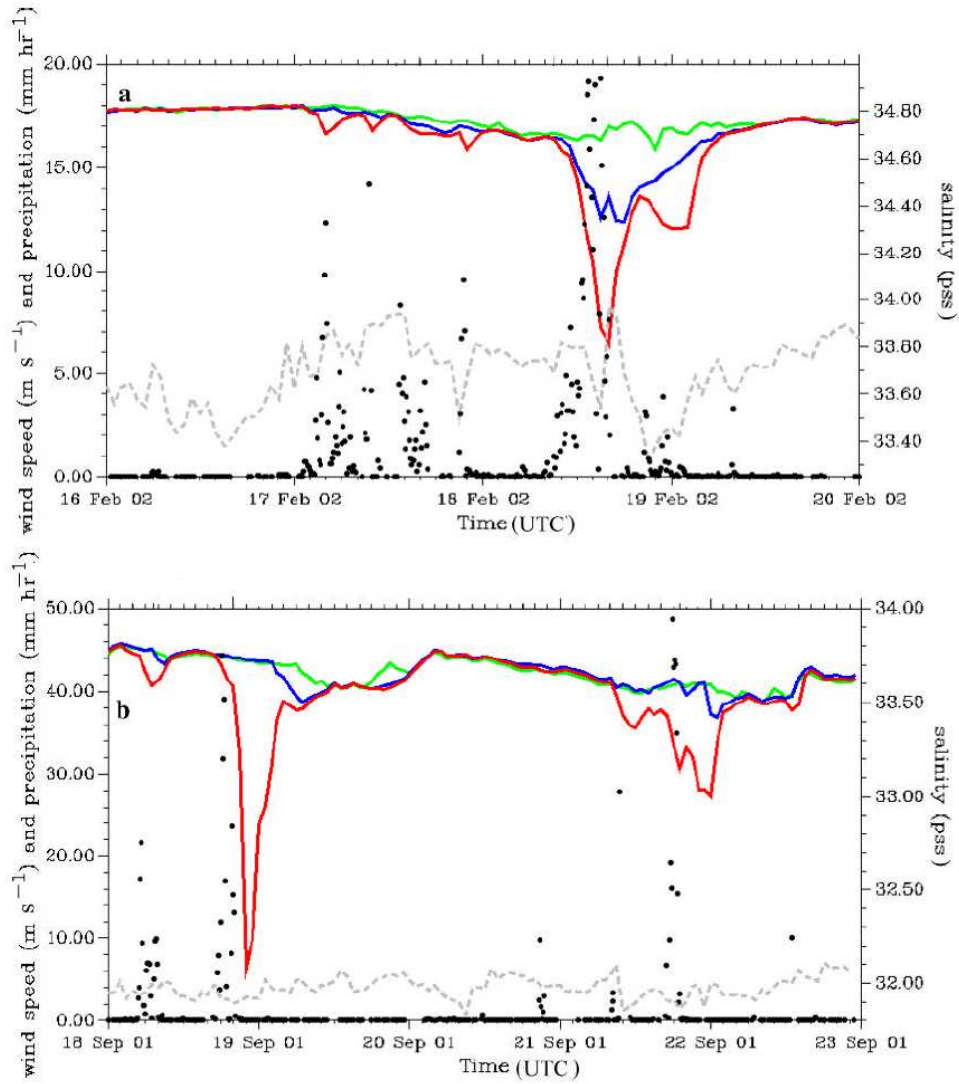 wind speed (m s⁻¹) and precipitation (mm hr⁻¹)
a
20.00
15.00
10.00
5.00
0.00
34.80
34.60
34.40
34.20
34.00
33.80
33.60
33.40
salinity (pss)
16 Feb 02 17 Feb 02 18 Feb 02 19 Feb 02 20 Feb 02
Time (UTC)
wind speed (m s⁻¹) and precipitation (mm hr⁻¹)
b
50.00
40.00
30.00
20.00
10.00
0.00
34.00
33.50
33.00
32.50
32.00
salinity (pss)
18 Sep 01 19 Sep 01 20 Sep 01 21 Sep 01 22 Sep 01 23 Sep 01
Time (UTC)